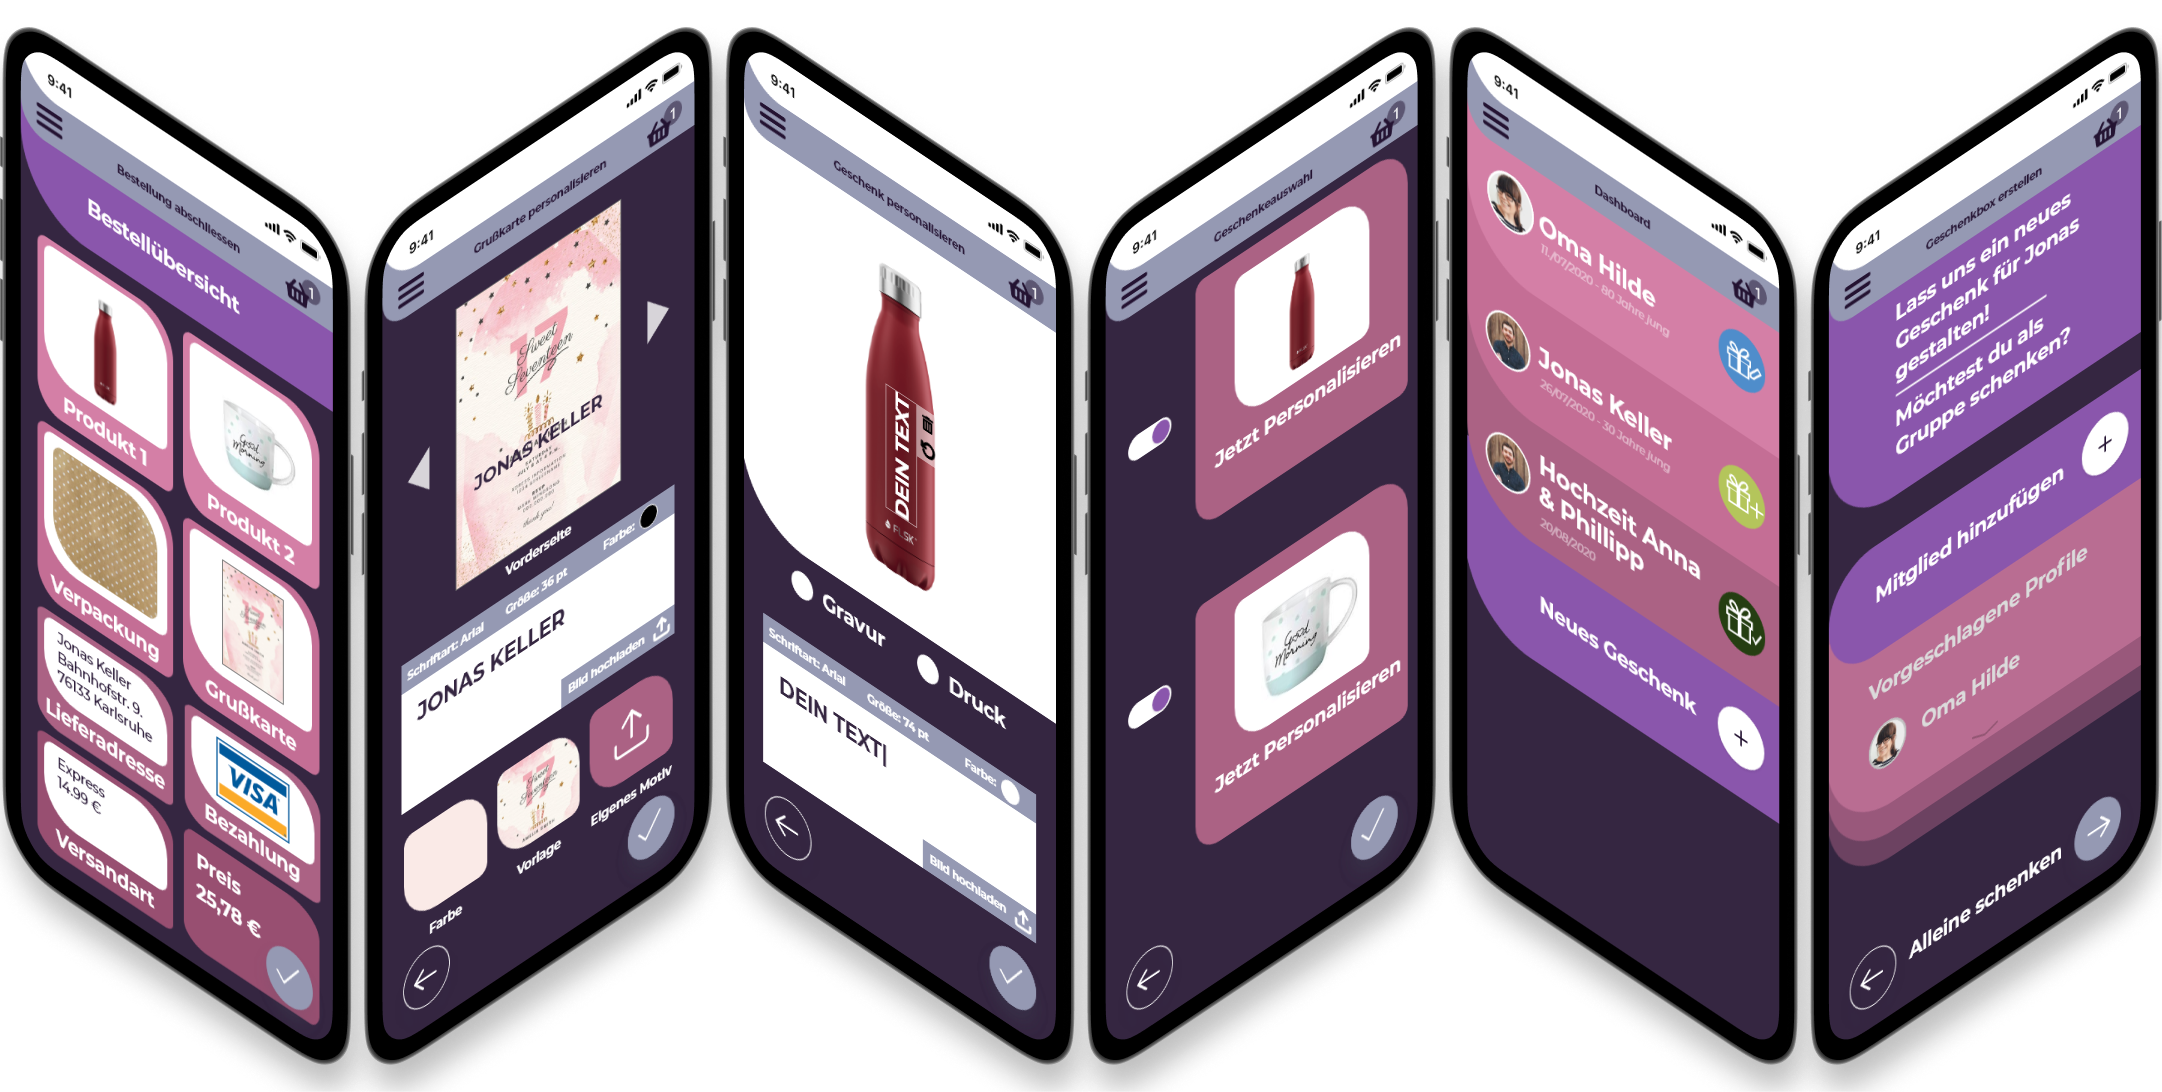 9:41
Bestellung abschliessen
1
Bestellübersicht
Produkt 1
Good
Morning
Produkt 2
Verpackung
17
Grußkarte
Jonas Keller
Bahnhofstr. 9.
76133 Karlsruhe
Lieferadresse
VISA
Bezahlung
Express
14.99 €
Versandart
Preis
25,78 €
9:41
1
Grußkarte personalisieren
17
Sweet
Seventeen
JONAS KELLER
SATURDAY
thank you!
Vorderseite
Schriftart: Arial Größe: 36 pt Farbe:
JONAS KELLER
Bild hochladen
Farbe
Vorlage
Eigenes Motiv
9:41
Geschenk personalisieren
1
DEIN TEXT
FLSK
Gravur
Druck
Schriftart: Arial Größe: 74 pt Farbe:
DEIN TEXT
Bild hochladen
9:41
1
Geschenkeauswahl
Jetzt Personalisieren
Good
Morning
Jetzt Personalisieren
9:41
Dashboard
1
Oma Hilde
11./07/2020 - 80 Jahre jung
Jonas Keller
26/07/2020 - 30 Jahre jung
Hochzeit Anna
& Phillipp
20/08/2020
Neues Geschenk
9:41
1
Geschenkbox erstellen
Lass uns ein neues
Geschenk für Jonas
gestalten!
Möchtest du als
Gruppe schenken?
Mitglied hinzufügen
Vorgeschlagene Profile
Oma Hilde
Alleine schenken